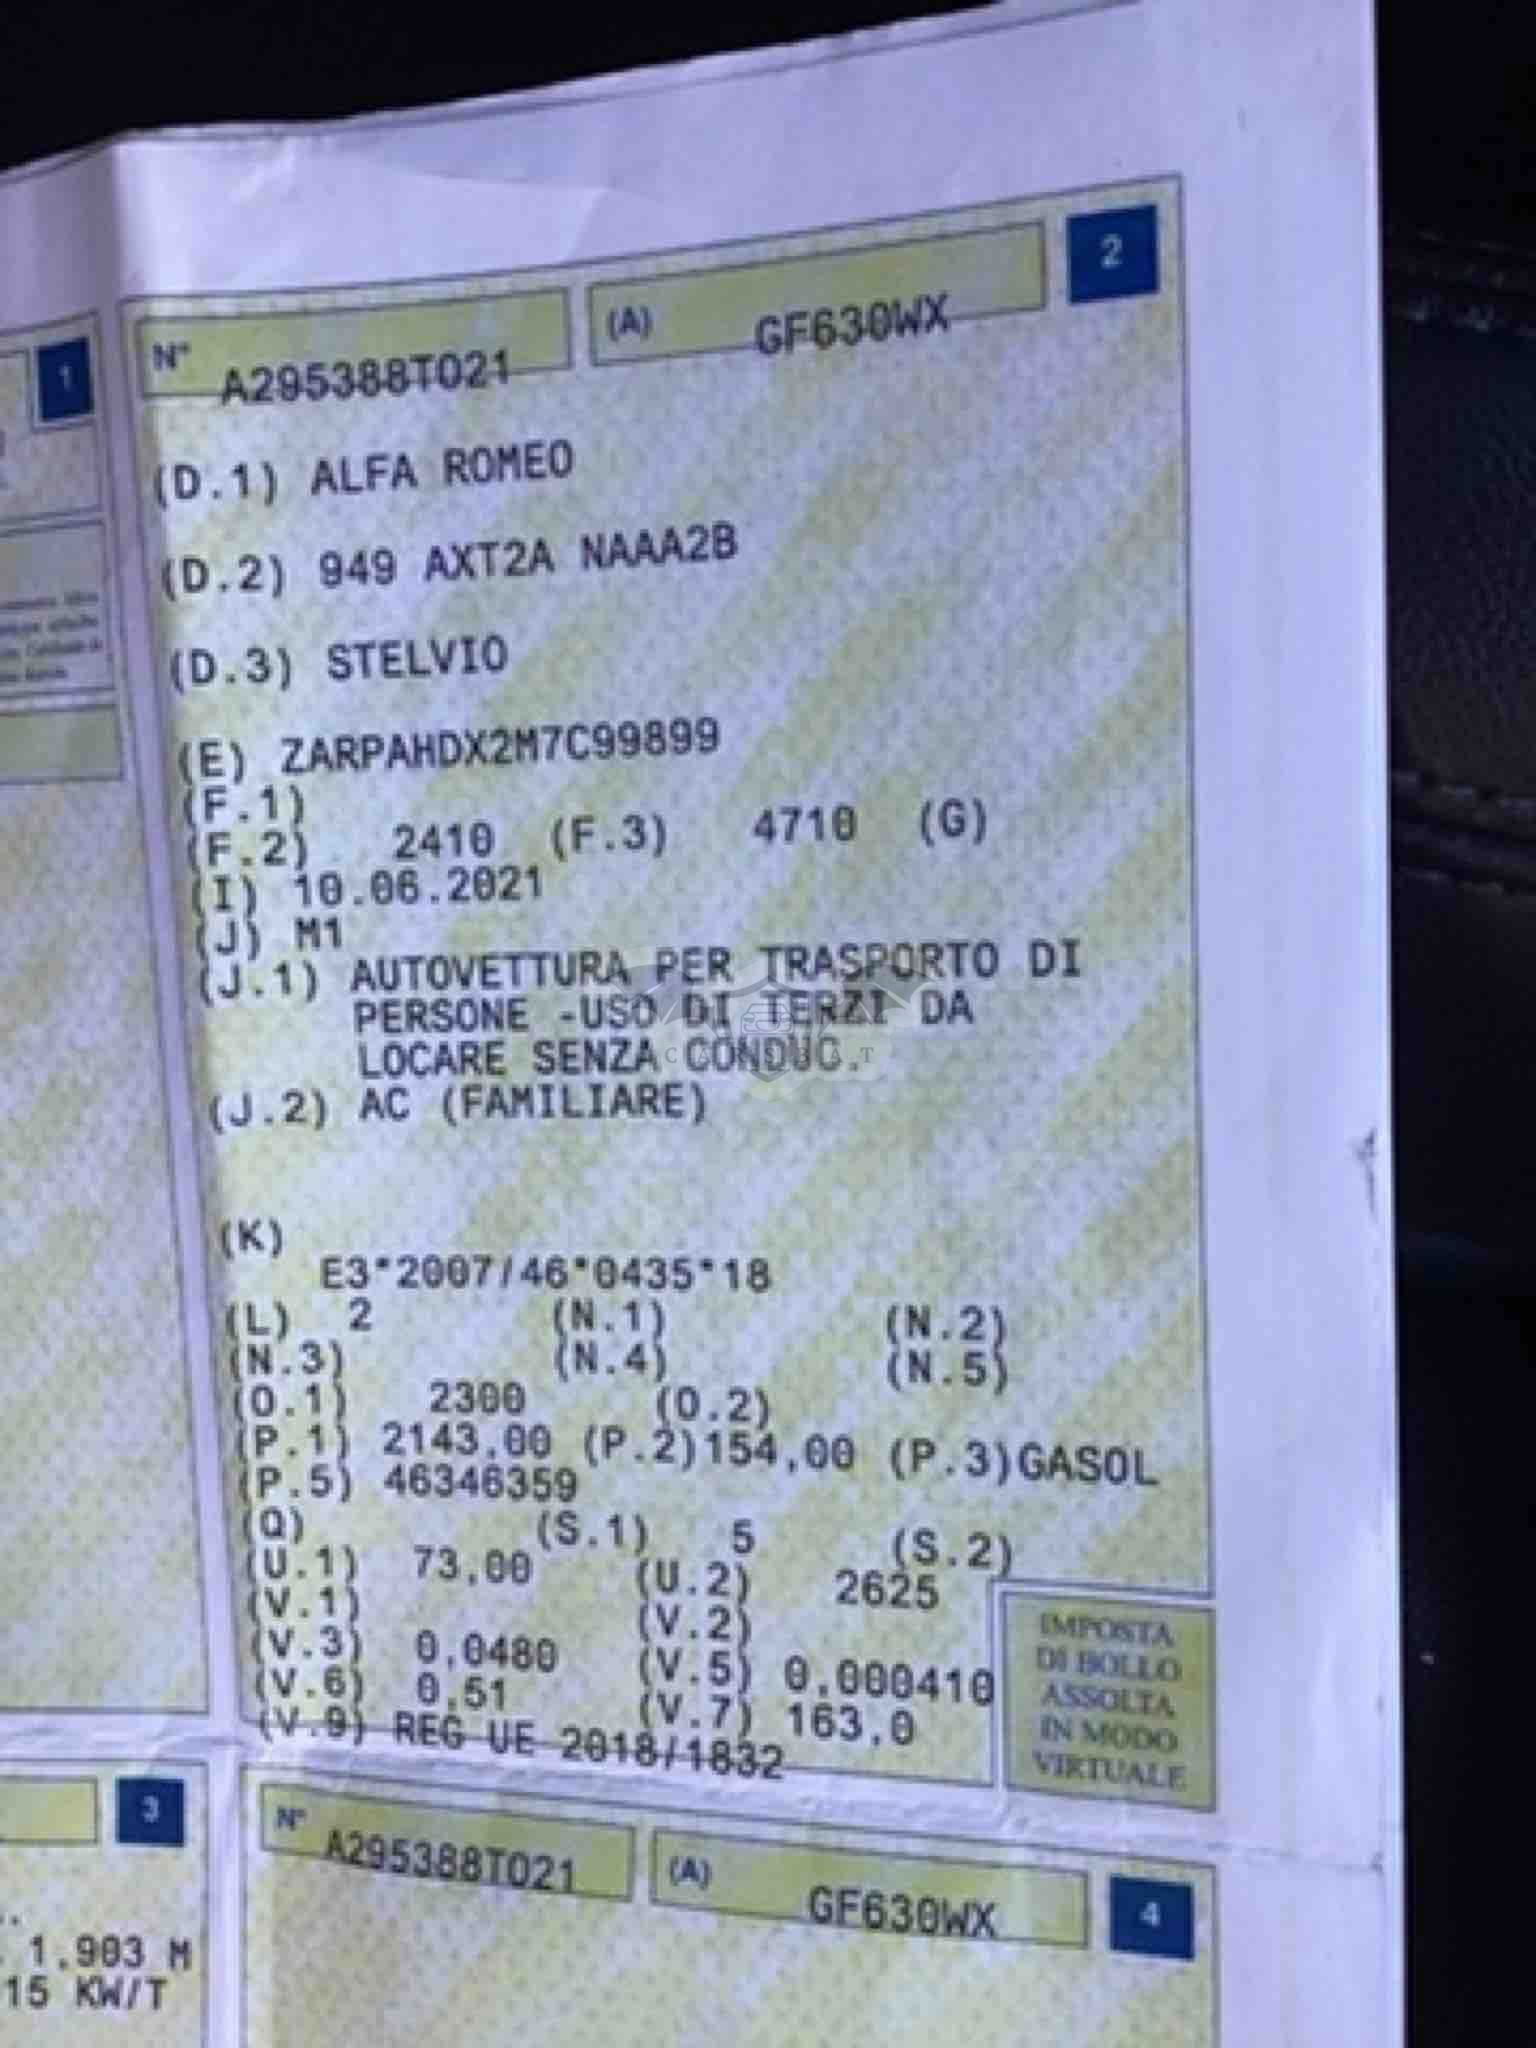 1
2
N° A295388TO21 (A) GF630WX
(D.1) ALFA ROMEO
(D.2) 949 AXT2A NAAA2B
(D.3) STELVIO
(E) ZARPAHDX2M7C99899
(F.1)
(F.2) 2410 (F.3) 4710 (G)
(I) 10.06.2021
(J) M1
(J.1) AUTOVETTURA PER TRASPORTO DI
PERSONE -USO DI TERZI DA
LOCARE SENZA CONDUC.
(J.2) AC (FAMILIARE)
(K)
E3*2007/46*0435*18
(L) 2 (N.1) (N.2)
(N.3) (N.4) (N.5)
(O.1) 2300 (O.2)
(P.1) 2143,00 (P.2)154,00 (P.3)GASOL
(P.5) 46346359
(Q) (S.1) 5 (S.2)
(U.1) 73,00 (U.2) 2625
(V.1) (V.2)
(V.3) 0,0480 (V.5) 0,000410
(V.6) 0,51 (V.7) 163,0
(V.9) REG UE 2018/1832
IMPOSTA
DI BOLLO
ASSOLTA
IN MODO
VIRTUALE
3
1.903 M
15 KW/T
N° A295388TO21 (A) GF630WX
4